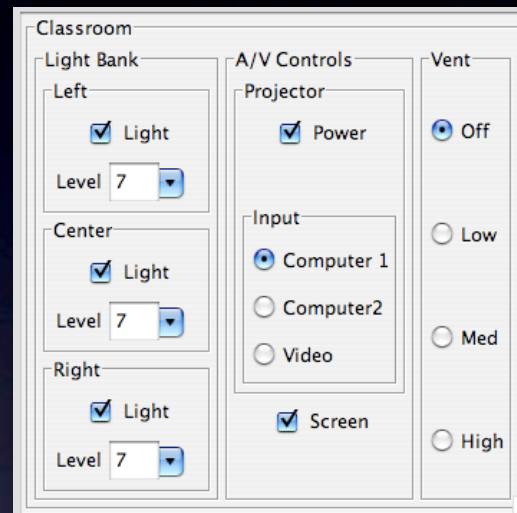 Classroom
Light Bank
Left
Light
Level 7
Center
Light
Level 7
Right
Light
Level 7
A/V Controls
Projector
Power
Input
Computer 1
Computer2
Video
Screen
Vent
Off
Low
Med
High